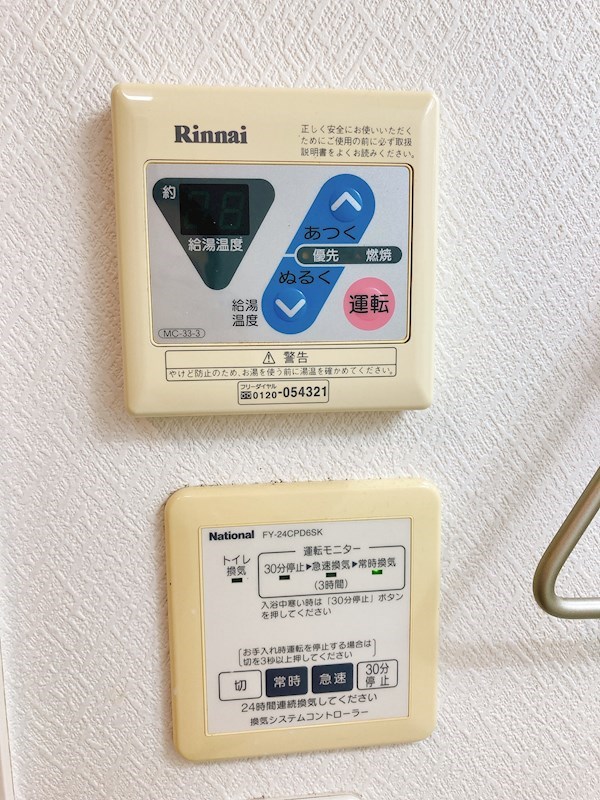 Rinnai
正しく安全にお使いいただく
ためにご使用の前に必ず取扱
説明書をよくお読みください。
約
給湯温度
あつく
優先 燃焼
ぬるく
給湯
温度
運転
MC-33-3
⚠ 警告
やけど防止のため、お湯を使う前に湯温を確かめてください。
フリーダイヤル
0120-054321
National FY-24CPD6SK
運転モニター
トイレ
換気
30分停止▶急速換気▶常時換気
(3時間)
入浴中寒い時は「30分停止」ボタン
を押してください
お手入れ時運転を停止する場合は
切を3秒以上押してください
切 常時 急速 30分
停止
24時間連続換気してください
換気システムコントローラー